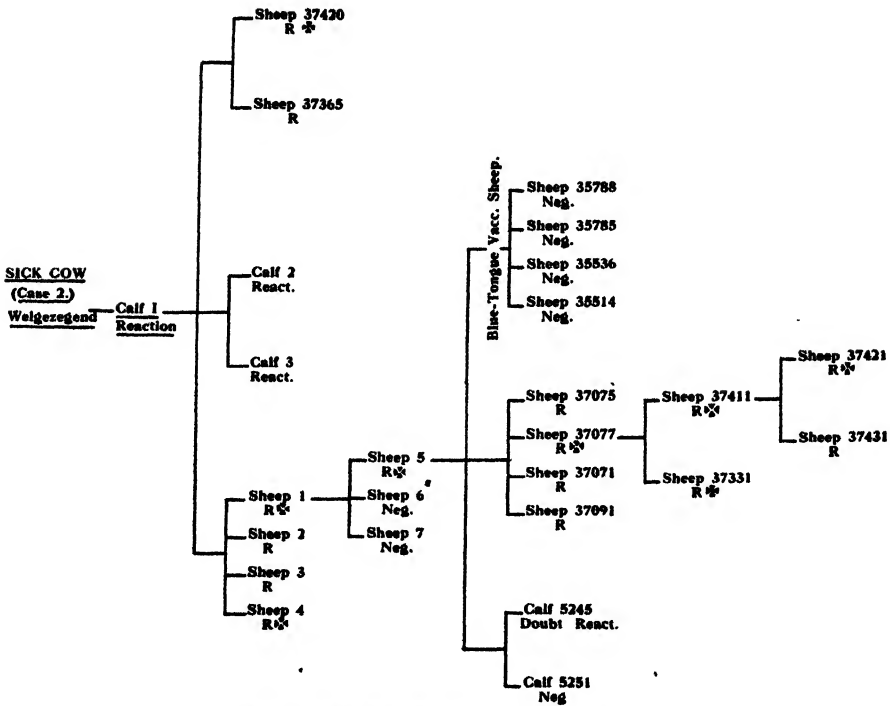 Sheep 37420
R ✠
Sheep 37365
R
Blue-Tongue Vacc. Sheep.
Sheep 35788
Neg.
Sheep 35785
Neg.
Sheep 35536
Neg.
Sheep 35514
Neg.
SICK COW
(Case 2.)
Welgezegend
Calf I
Reaction
Calf 2
React.
Calf 3
React.
Sheep 1
R✠
Sheep 2
R
Sheep 3
R
Sheep 4
R✠
Sheep 5
R✠
Sheep 6
Neg.
Sheep 7
Neg.
Sheep 37075
R
Sheep 37077
R✠
Sheep 37071
R
Sheep 37091
R
Sheep 37411
R✠
Sheep 37331
R✠
Sheep 37421
R✠
Sheep 37431
R
Calf 5245
Doubt React.
Calf 5251
Neg